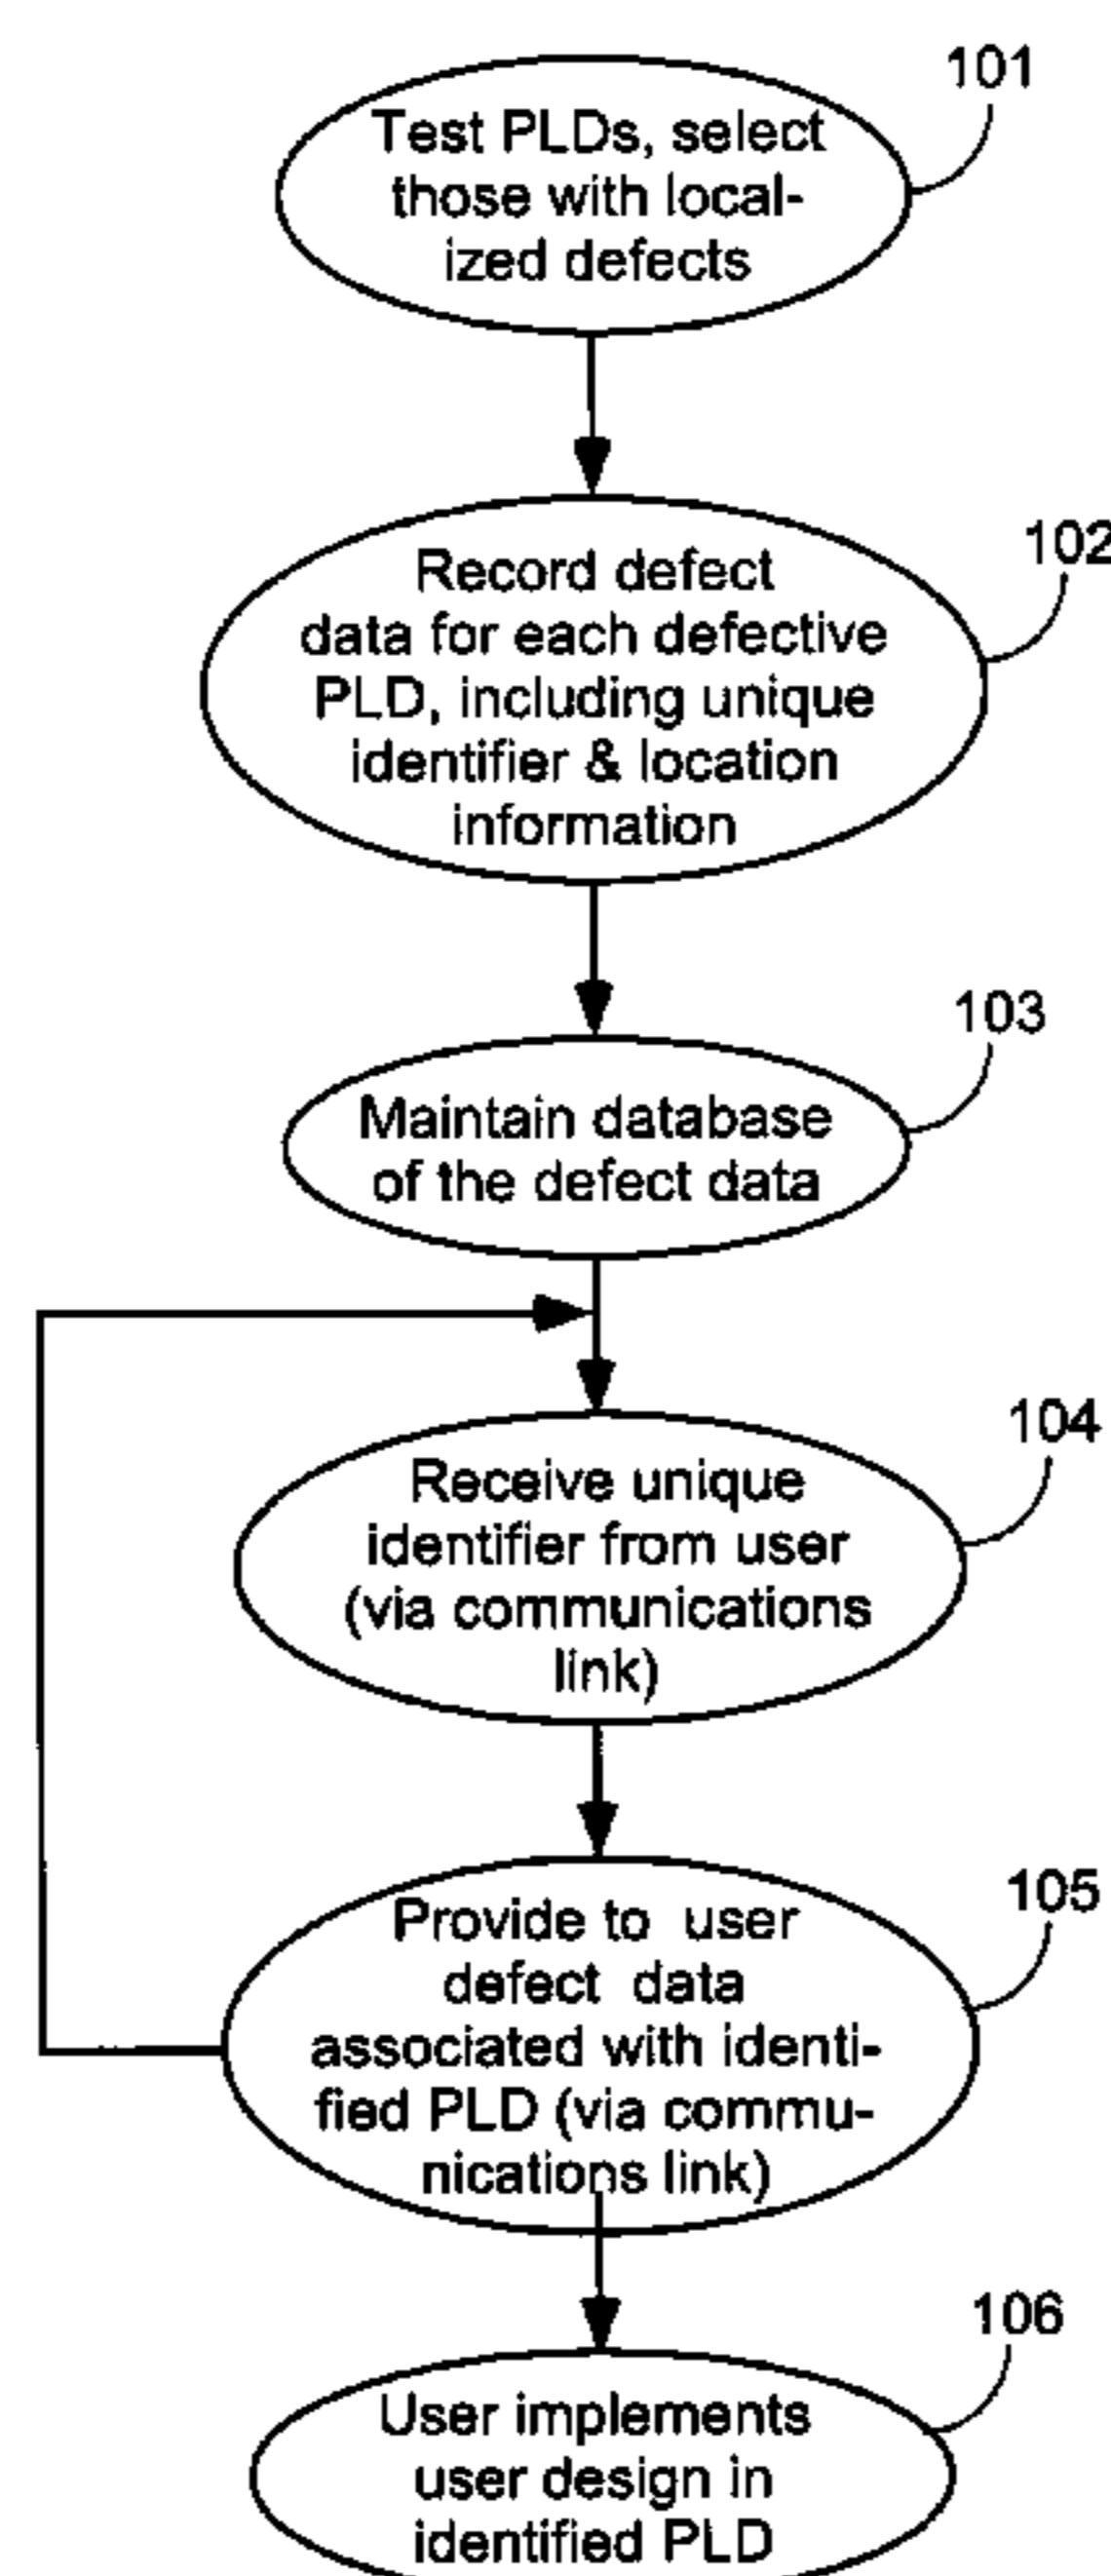 101
Test PLDs, select
those with local-
ized defects
102
Record defect
data for each defective
PLD, including unique
identifier & location
information
103
Maintain database
of the defect data
104
Receive unique
identifier from user
(via communications
link)
105
Provide to user
defect data
associated with identi-
fied PLD (via commu-
nications link)
106
User implements
user design in
identified PLD